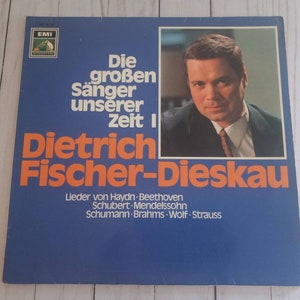 EMI
Die
großen
Sänger
unserer
Zeit I
Dietrich
Fischer-Dieskau
Lieder von Haydn · Beethoven
Schubert · Mendelssohn
Schumann · Brahms · Wolf · Strauss